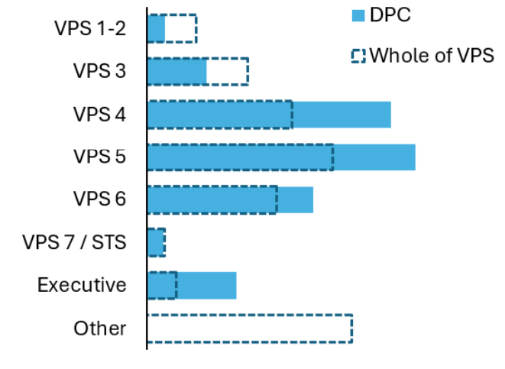 VPS 1-2
DPC
Whole of VPS
VPS 3
VPS 4
VPS 5
VPS 6
VPS 7 / STS
Executive
Other